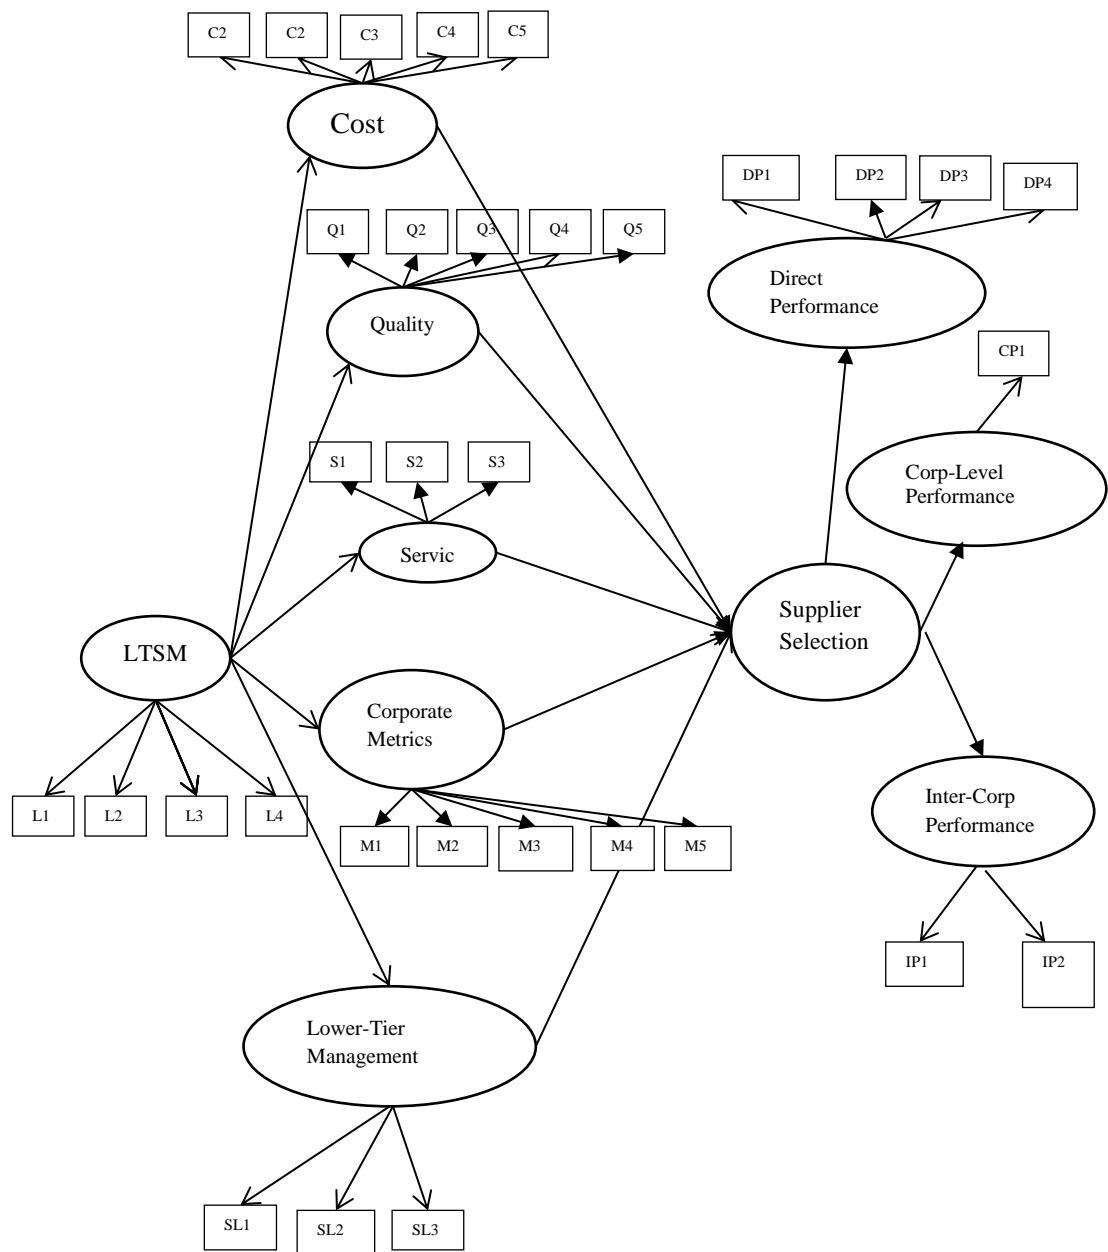 C2
C2
C3
C4
C5
Cost
DP1
DP2
DP3
DP4
Q1
Q2
Q3
Q4
Q5
Direct
Performance
Quality
CP1
S1
S2
S3
Corp-Level
Performance
Servic
Supplier
Selection
LTSM
Corporate
Metrics
L1
L2
L3
L4
Inter-Corp
Performance
M1
M2
M3
M4
M5
IP1
IP2
Lower-Tier
Management
SL1
SL2
SL3